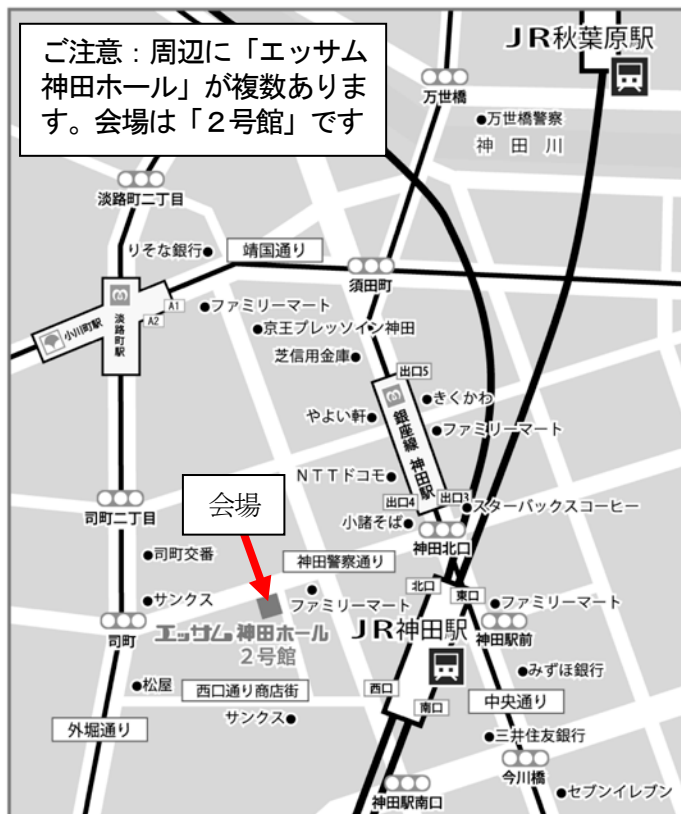 ご注意：周辺に「エッサム
神田ホール」が複数ありま
す。会場は「２号館」です
ＪＲ秋葉原駅
万世橋
●万世橋警察
神田川
淡路町二丁目
りそな銀行●
靖国通り
須田町
A1
A2
小川町駅
淡路町駅
●ファミリーマート
●京王プレッソイン神田
芝信用金庫●
出口5
●きくかわ
やよい軒●
●ファミリーマート
銀座線 神田駅
ＮＴＴドコモ●
出口4
出口3
●スターバックスコーヒー
小諸そば●
神田北口
司町二丁目
会場
●司町交番
神田警察通り
北口
東口
●サンクス
●
ファミリーマート
●ファミリーマート
司町
エッサム 神田ホール
２号館
ＪＲ神田駅
神田駅前
●みずほ銀行
●松屋
西口通り商店街
西口
南口
中央通り
サンクス●
外堀通り
●三井住友銀行
今川橋
神田駅南口
●セブンイレブン